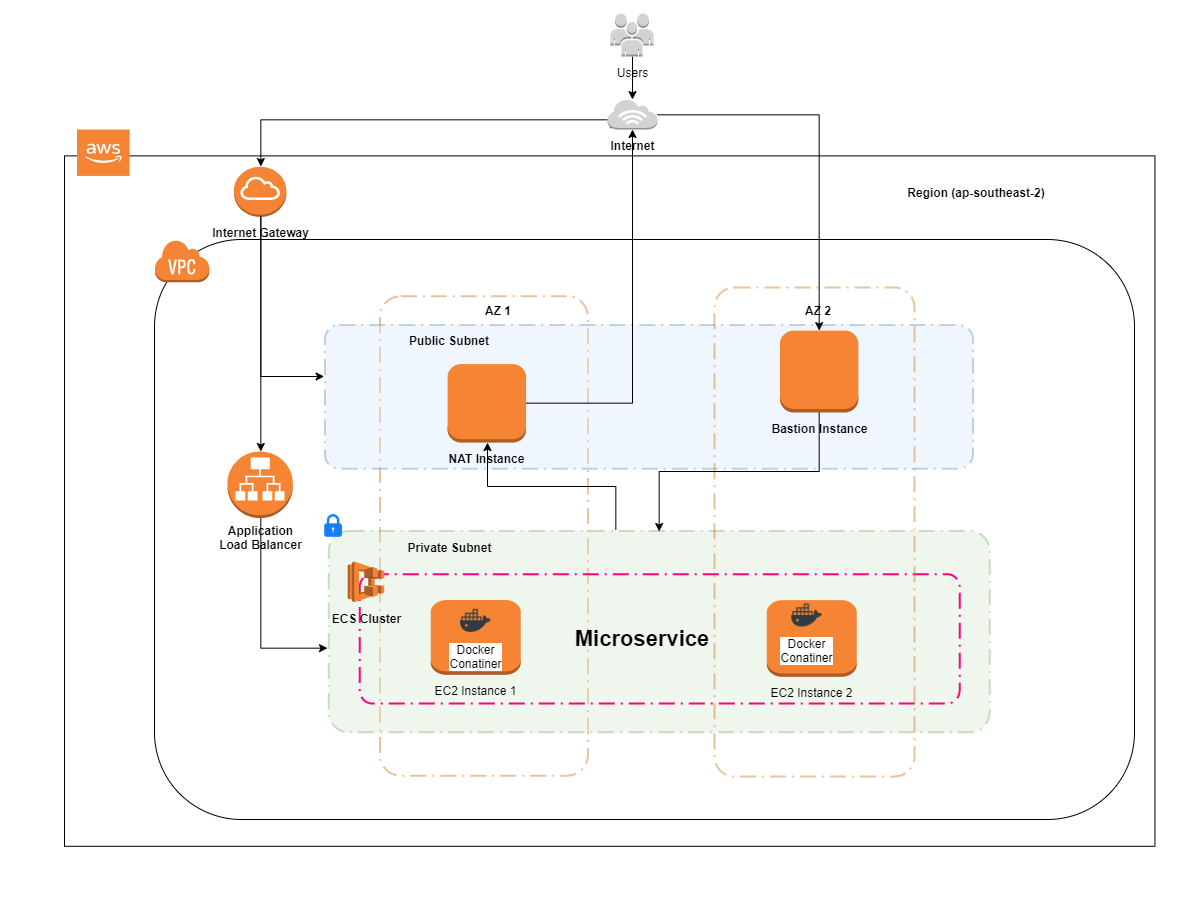 Users
Internet
aws
Region (ap-southeast-2)
Internet Gateway
VPC
AZ 1
AZ 2
Public Subnet
Bastion Instance
NAT Instance
Application
Load Balancer
Private Subnet
ECS Cluster
Microservice
Docker
Conatiner
EC2 Instance 1
Docker
Conatiner
EC2 Instance 2